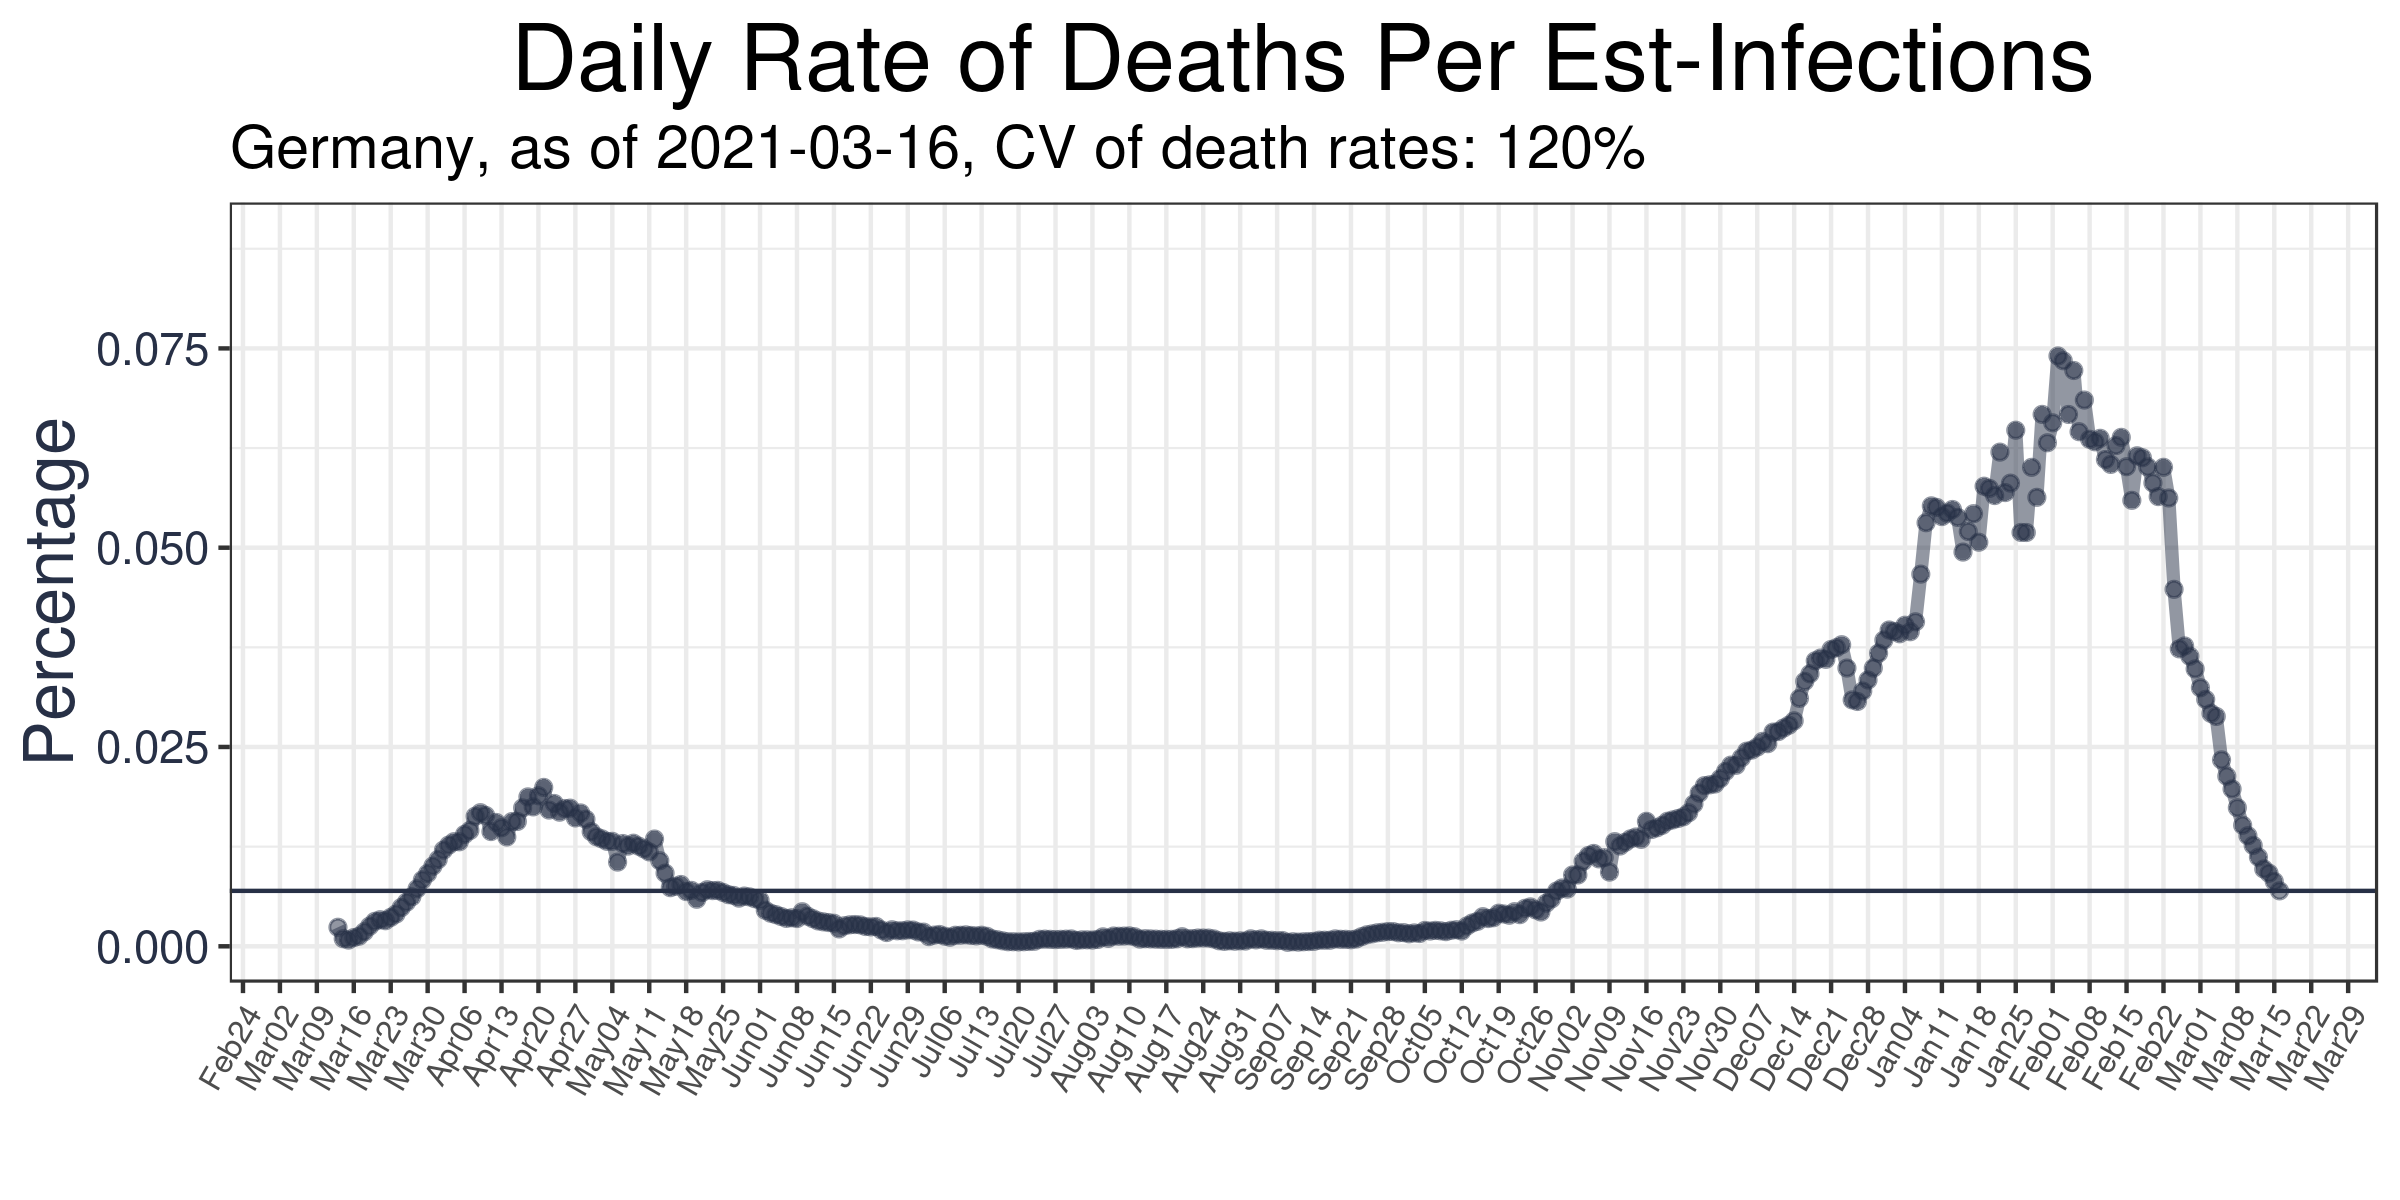 Daily Rate of Deaths Per Est-Infections
Germany, as of 2021-03-16, CV of death rates: 120%
Percentage
0.075
0.050
0.025
0.000
Feb24
Mar02
Mar09
Mar16
Mar23
Mar30
Apr06
Apr13
Apr20
Apr27
May04
May11
May18
May25
Jun01
Jun08
Jun15
Jun22
Jun29
Jul06
Jul13
Jul20
Jul27
Aug03
Aug10
Aug17
Aug24
Aug31
Sep07
Sep14
Sep21
Sep28
Oct05
Oct12
Oct19
Oct26
Nov02
Nov09
Nov16
Nov23
Nov30
Dec07
Dec14
Dec21
Dec28
Jan04
Jan11
Jan18
Jan25
Feb01
Feb08
Feb15
Feb22
Mar01
Mar08
Mar15
Mar22
Mar29